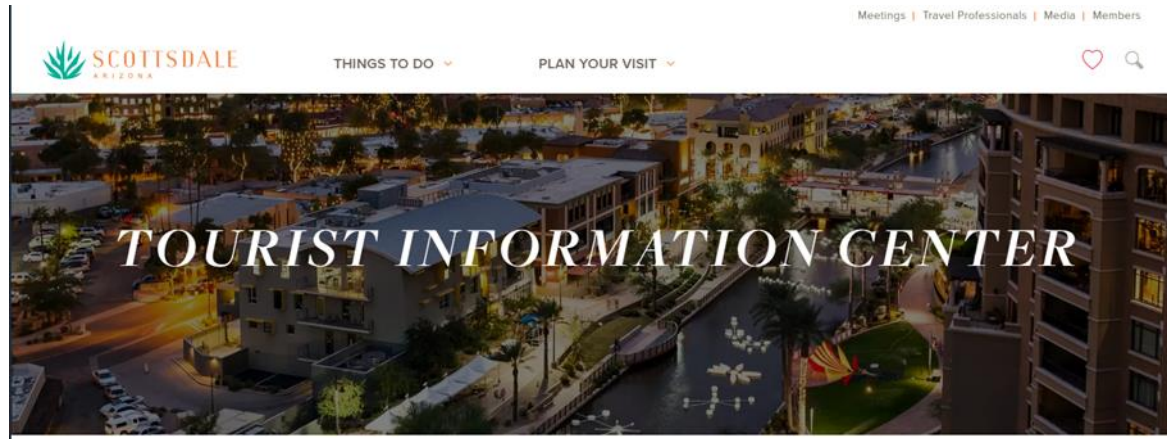 Meetings | Travel Professionals | Media | Members
SCOTTSDALE
ARIZONA
THINGS TO DO
PLAN YOUR VISIT
TOURIST INFORMATION CENTER